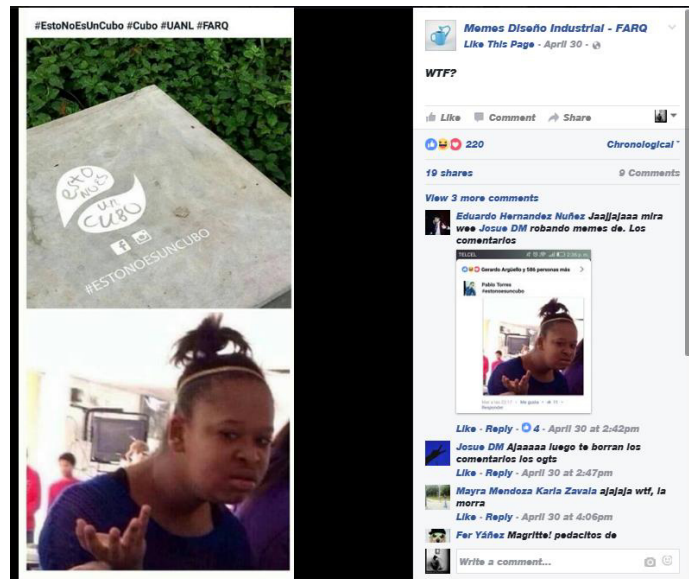 #EstoNoEsUnCubo #Cubo #UANL #FARQ
esto
no es
un
CUBO
#ESTONOESUNCUBO
Memes Diseño Industrial - FARQ
Like This Page · April 30 ·
WTF?
Like Comment Share
220 Chronological
19 shares 9 Comments
View 3 more comments
Eduardo Hernandez Nuñez Jaajjajaaa mira
wee Josue DM robando memes de. Los
comentarios
TELCEL
Gerardo Argüello y 586 personas más
Pablo Torres
#estonoesuncubo
Me gusta
Responder
Like · Reply · 4 · April 30 at 2:42pm
Josue DM Ajaaaaa luego te borran los
comentarios los ogts
Like · Reply · April 30 at 2:47pm
Mayra Mendoza Karla Zavala ajajaja wtf, la
morra
Like · Reply · April 30 at 4:06pm
Fer Yáñez Magritte! pedacitos de
Write a comment...